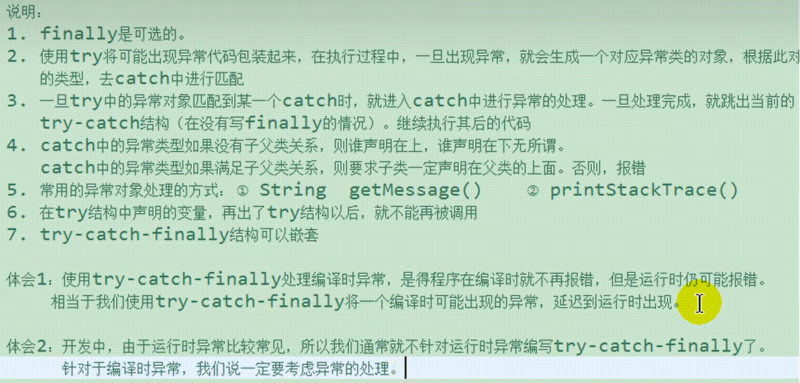 说明:
1. finally是可选的。
2. 使用try将可能出现异常代码包装起来，在执行过程中，一旦出现异常，就会生成一个对应异常类的对象，根据此对
的类型，去catch中进行匹配
3. 一旦try中的异常对象匹配到某一个catch时，就进入catch中进行异常的处理。一旦处理完成，就跳出当前的
try-catch结构（在没有写finally的情况）。继续执行其后的代码
4. catch中的异常类型如果没有子父类关系，则谁声明在上，谁声明在下无所谓。
catch中的异常类型如果满足子父类关系，则要求子类一定声明在父类的上面。否则，报错
5. 常用的异常对象处理的方式: ① String getMessage() ② printStackTrace()
6. 在try结构中声明的变量，再出了try结构以后，就不能再被调用
7. try-catch-finally结构可以嵌套
体会1: 使用try-catch-finally处理编译时异常，是得程序在编译时就不再报错，但是运行时仍可能报错。
相当于我们使用try-catch-finally将一个编译时可能出现的异常，延迟到运行时出现。
体会2: 开发中，由于运行时异常比较常见，所以我们通常就不针对运行时异常编写try-catch-finally了。
针对于编译时异常，我们说一定要考虑异常的处理。